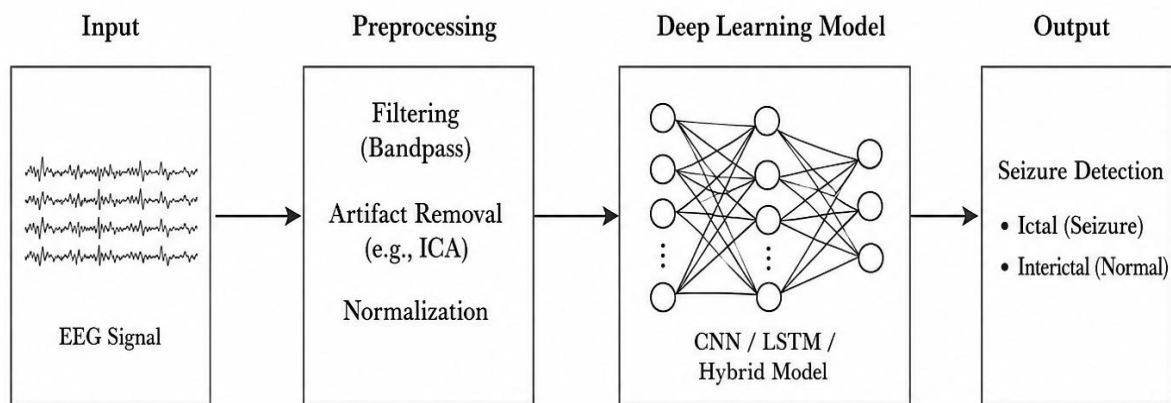 Input
EEG Signal
Preprocessing
Filtering
(Bandpass)
Artifact Removal
(e.g., ICA)
Normalization
Deep Learning Model
CNN / LSTM /
Hybrid Model
Output
Seizure Detection
• Ictal (Seizure)
• Interictal (Normal)